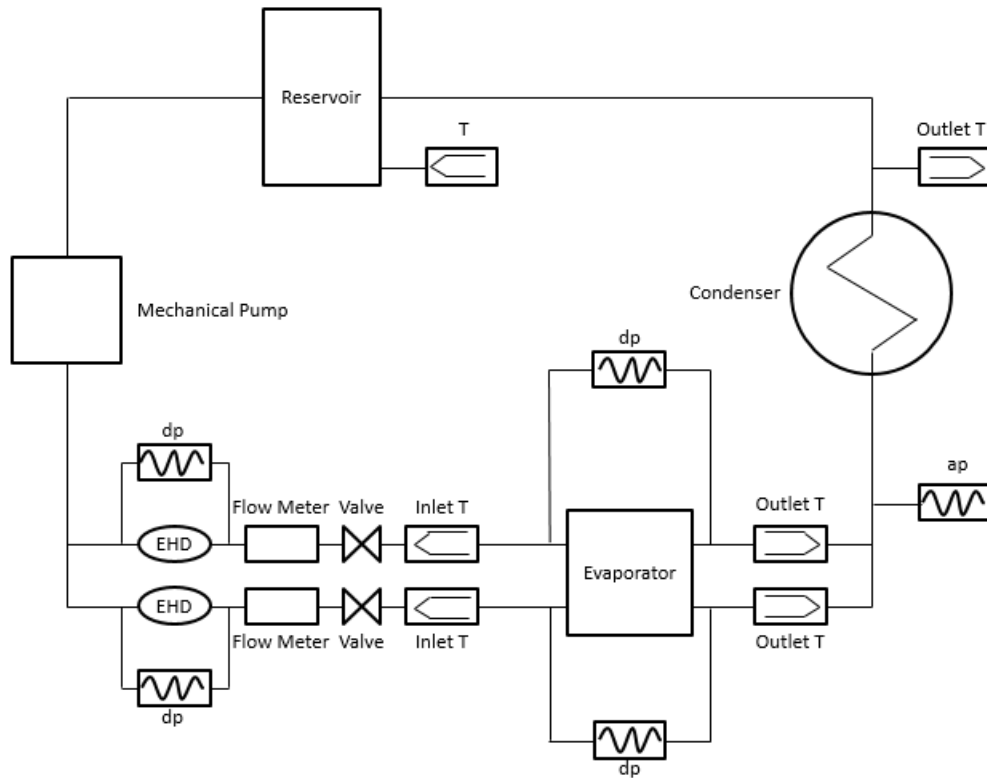 Reservoir
T
Outlet T
Mechanical Pump
Condenser
dp
dp
ap
Flow Meter
Valve
Inlet T
Outlet T
EHD
Evaporator
EHD
Flow Meter
Valve
Inlet T
Outlet T
dp
dp